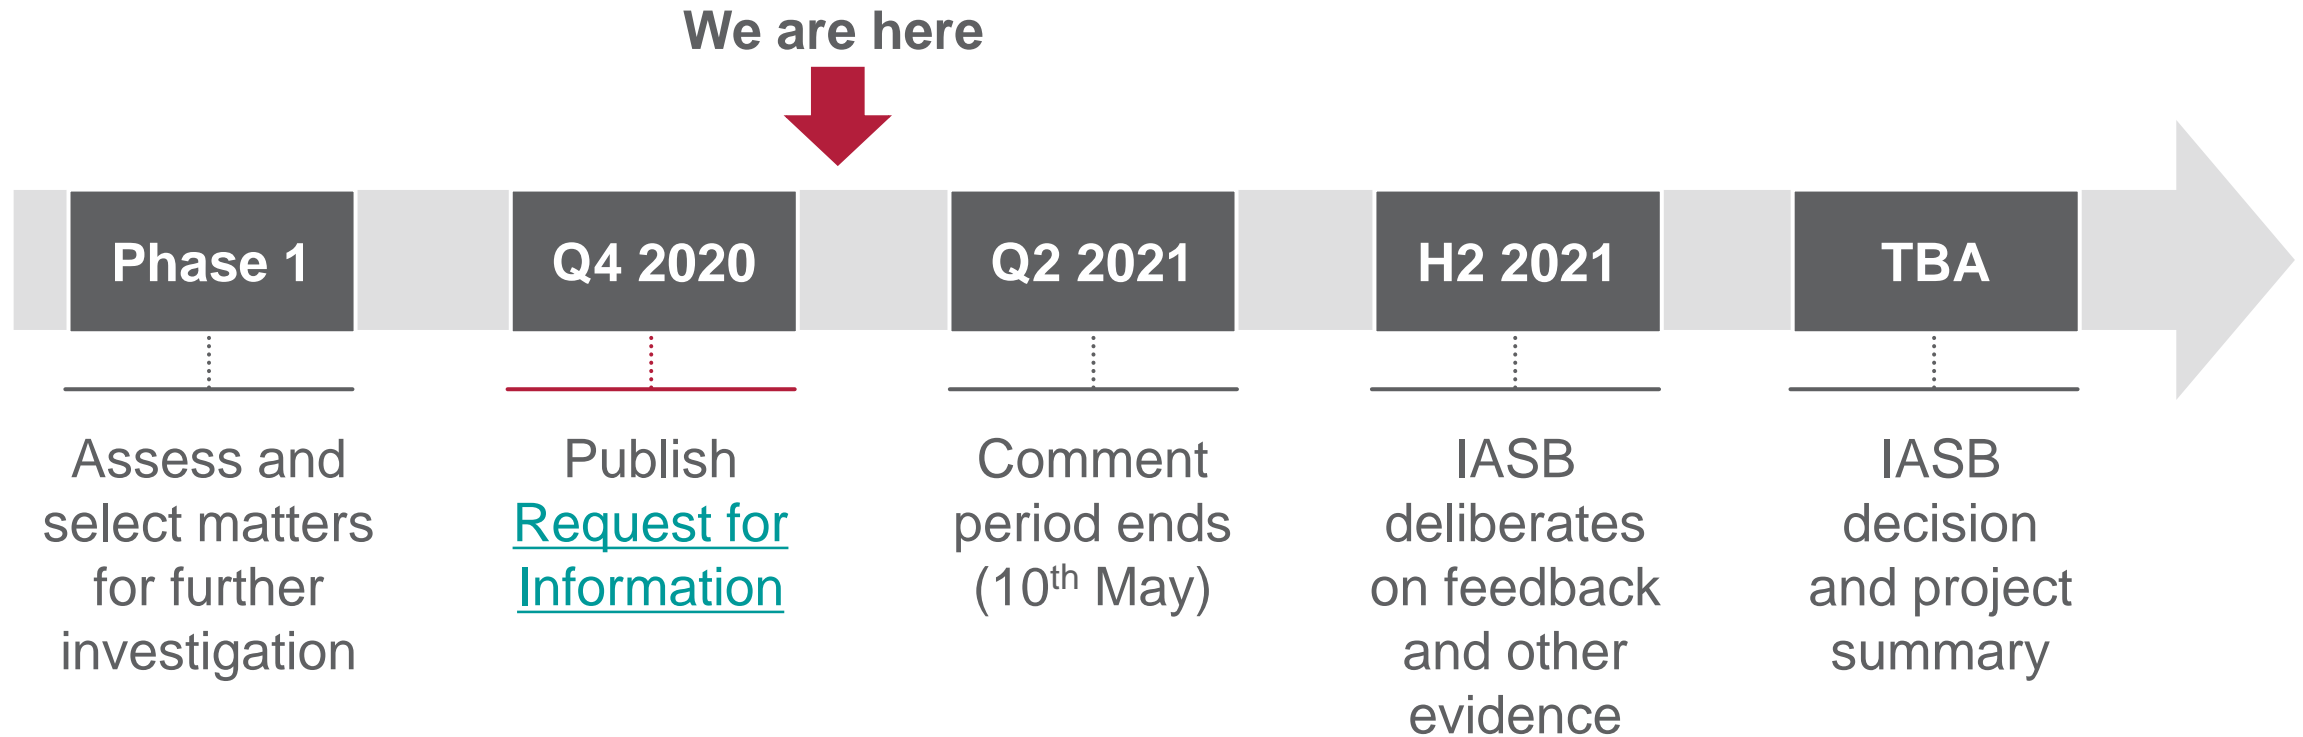 We are here
Phase 1
Q4 2020
Q2 2021
H2 2021
TBA
Assess and
select matters
for further
investigation
Publish
Request for
Information
Comment
period ends
(10th May)
IASB
deliberates
on feedback
and other
evidence
IASB
decision
and project
summary